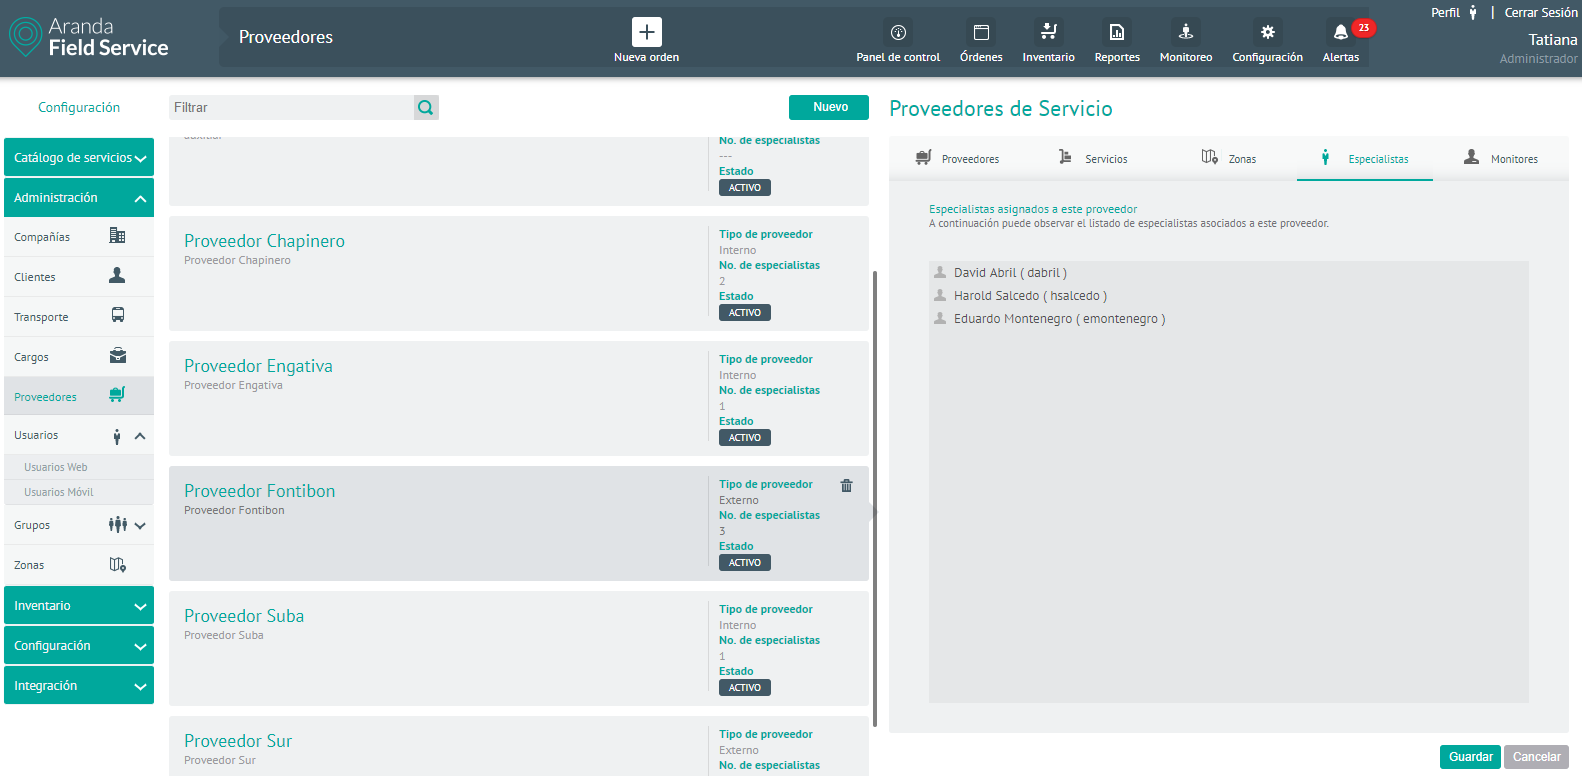 Aranda
Field Service
Proveedores
Nueva orden
Panel de control
Órdenes
Inventario
Reportes
Monitoreo
Configuración
Alertas
23
Perfil | Cerrar Sesión
Tatiana
Administrador
Configuración
Catálogo de servicios
Administración
Compañías
Clientes
Transporte
Cargos
Proveedores
Usuarios
Usuarios Web
Usuarios Móvil
Grupos
Zonas
Inventario
Configuración
Integración
Filtrar
Nuevo
No. de especialistas
---
Estado
ACTIVO
Proveedor Chapinero
Proveedor Chapinero
Tipo de proveedor
Interno
No. de especialistas
2
Estado
ACTIVO
Proveedor Engativa
Proveedor Engativa
Tipo de proveedor
Interno
No. de especialistas
1
Estado
ACTIVO
Proveedor Fontibon
Proveedor Fontibon
Tipo de proveedor
Externo
No. de especialistas
3
Estado
ACTIVO
Proveedor Suba
Proveedor Suba
Tipo de proveedor
Interno
No. de especialistas
1
Estado
ACTIVO
Proveedor Sur
Proveedor Sur
Tipo de proveedor
Externo
No. de especialistas
Proveedores de Servicio
Proveedores
Servicios
Zonas
Especialistas
Monitores
Especialistas asignados a este proveedor
A continuación puede observar el listado de especialistas asociados a este proveedor.
David Abril ( dabril )
Harold Salcedo ( hsalcedo )
Eduardo Montenegro ( emontenegro )
Guardar
Cancelar